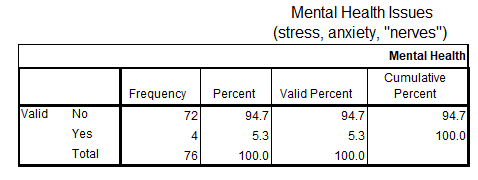 Mental Health Issues
(stress, anxiety, "nerves")
Mental Health
Frequency Percent Valid Percent Cumulative Percent
Valid No 72 94.7 94.7 94.7
Yes 4 5.3 5.3 100.0
Total 76 100.0 100.0